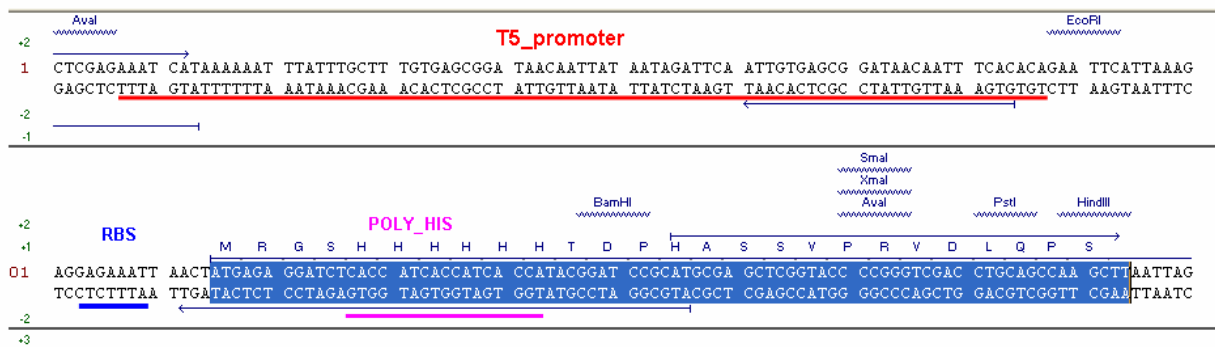 AvaI EcoRI
+2 T5_promoter
1 CTCGAGAAAT CATAAAAAAT TTATTTGCTT TGTGAGCGGA TAACAATTAT AATAGATTCA ATTGTGAGCG GATAACAATT TCACACAGAA TTCATTAAAG
GAGCTCTTTA GTATTTTTTA AATAAACGAA ACACTCGCCT ATTGTTAATA TTATCTAAGT TAACACTCGC CTATTGTTAA AGTGTGTCTT AAGTAATTTC
-2
-1
SmaI
XmaI
BamHI AvaI PstI HindIII
+2 RBS POLY_HIS
+1 M R G S H H H H H H T D P H A S S V P R V D L Q P S
01 AGGAGAAATT AACTATGAGA GGATCTCACC ATCACCATCA CCATACGGAT CCGCATGCGA GCTCGGTACC CCGGGTCGAC CTGCAGCCAA GCTTAATTAG
TCCTCTTTAA TTGATACTCT CCTAGAGTGG TAGTGGTAGT GGTATGCCTA GGCGTACGCT CGAGCCATGG GGCCCAGCTG GACGTCGGTT CGAATTAATC
-2
+3